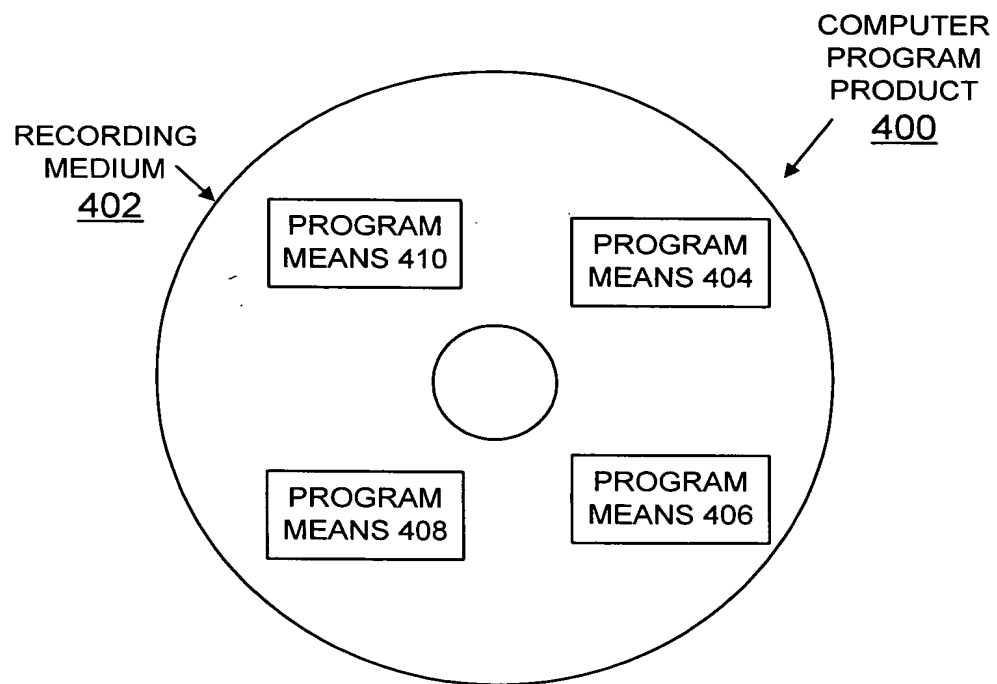 COMPUTER
PROGRAM
PRODUCT
400
RECORDING
MEDIUM
402
PROGRAM
MEANS 410
PROGRAM
MEANS 404
PROGRAM
MEANS 408
PROGRAM
MEANS 406